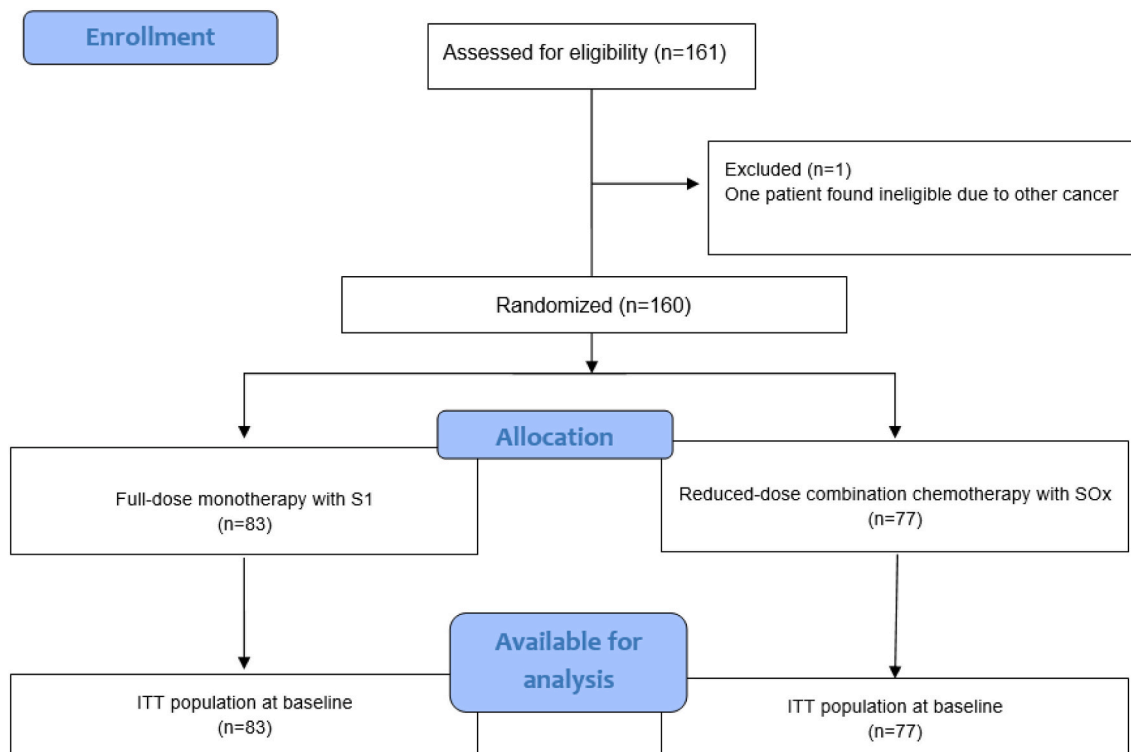 Enrollment
Assessed for eligibility (n=161)
Excluded (n=1)
One patient found ineligible due to other cancer
Randomized (n=160)
Allocation
Full-dose monotherapy with S1
(n=83)
Reduced-dose combination chemotherapy with SOx
(n=77)
Available for
analysis
ITT population at baseline
(n=83)
ITT population at baseline
(n=77)